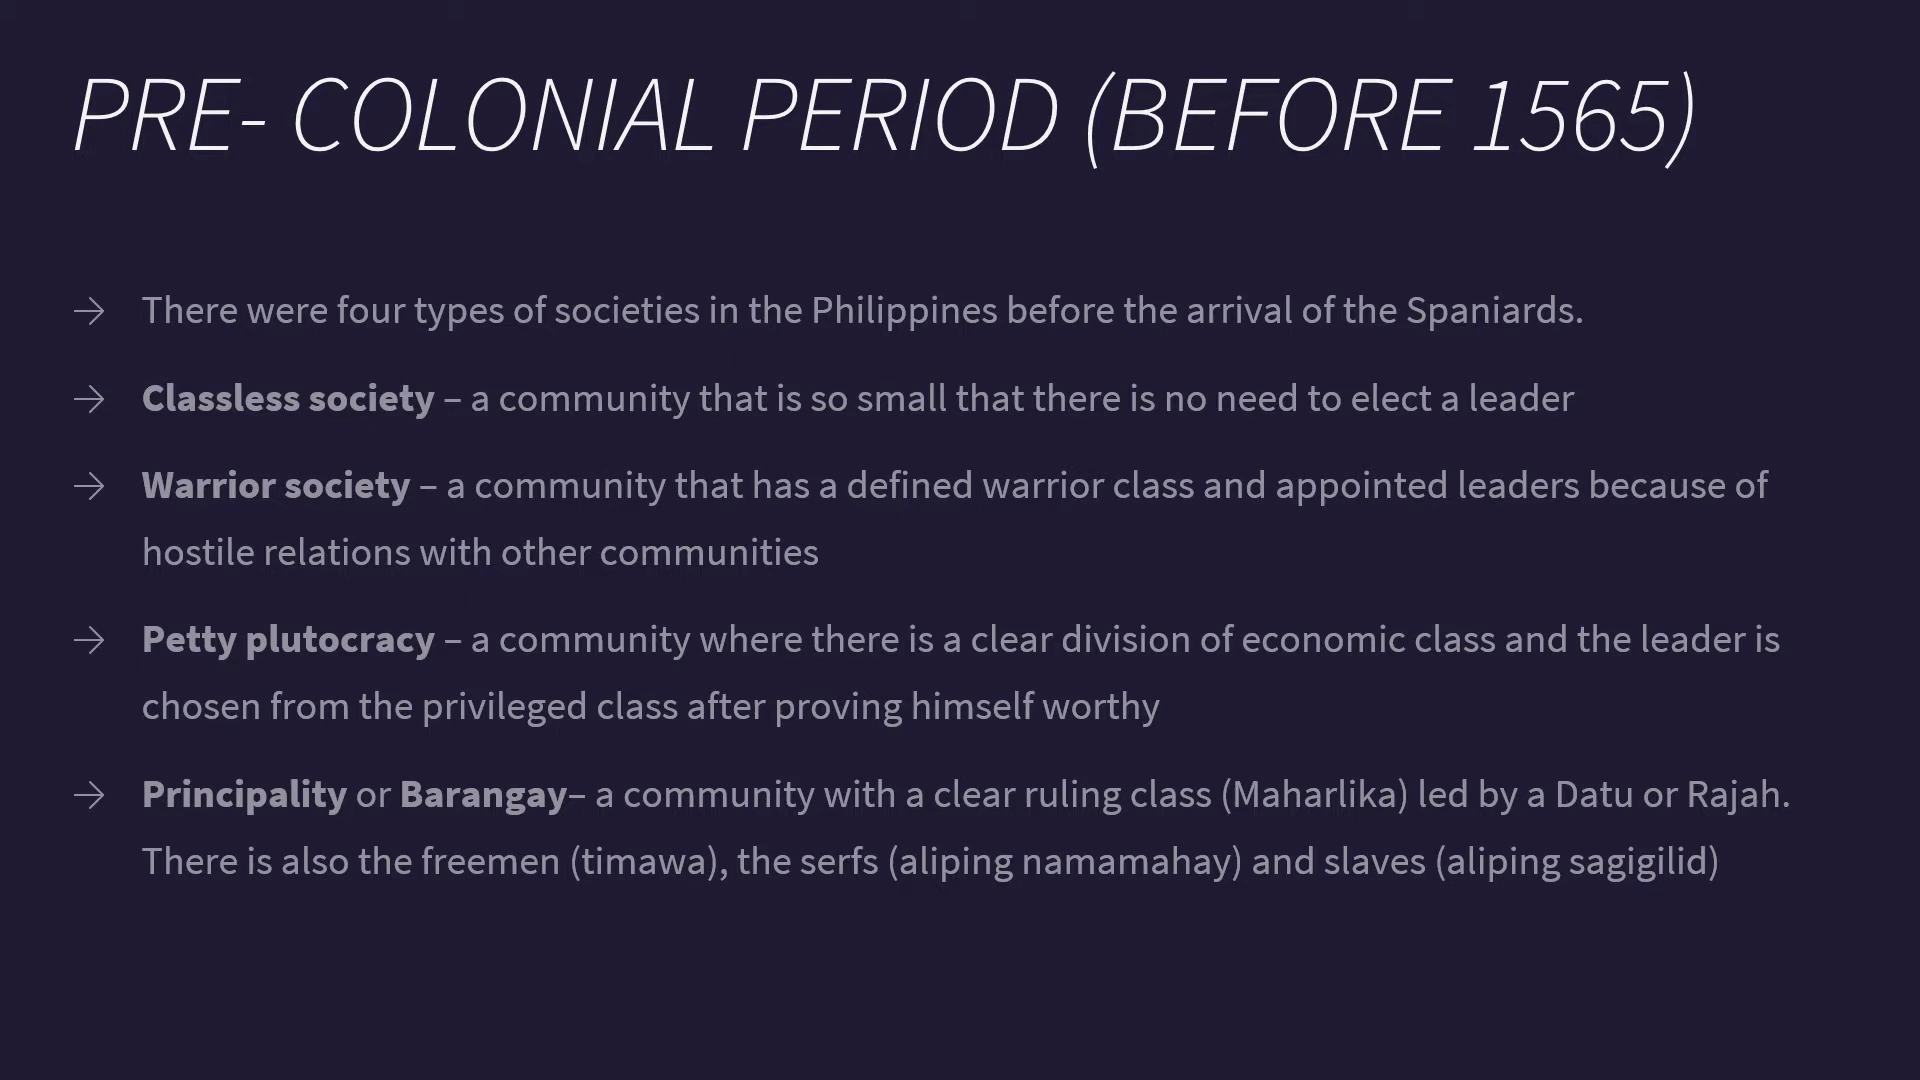 PRE- COLONIAL PERIOD (BEFORE 1565)
→ There were four types of societies in the Philippines before the arrival of the Spaniards.
→ Classless society – a community that is so small that there is no need to elect a leader
→ Warrior society – a community that has a defined warrior class and appointed leaders because of
hostile relations with other communities
→ Petty plutocracy – a community where there is a clear division of economic class and the leader is
chosen from the privileged class after proving himself worthy
→ Principality or Barangay– a community with a clear ruling class (Maharlika) led by a Datu or Rajah.
There is also the freemen (timawa), the serfs (aliping namamahay) and slaves (aliping sagigilid)